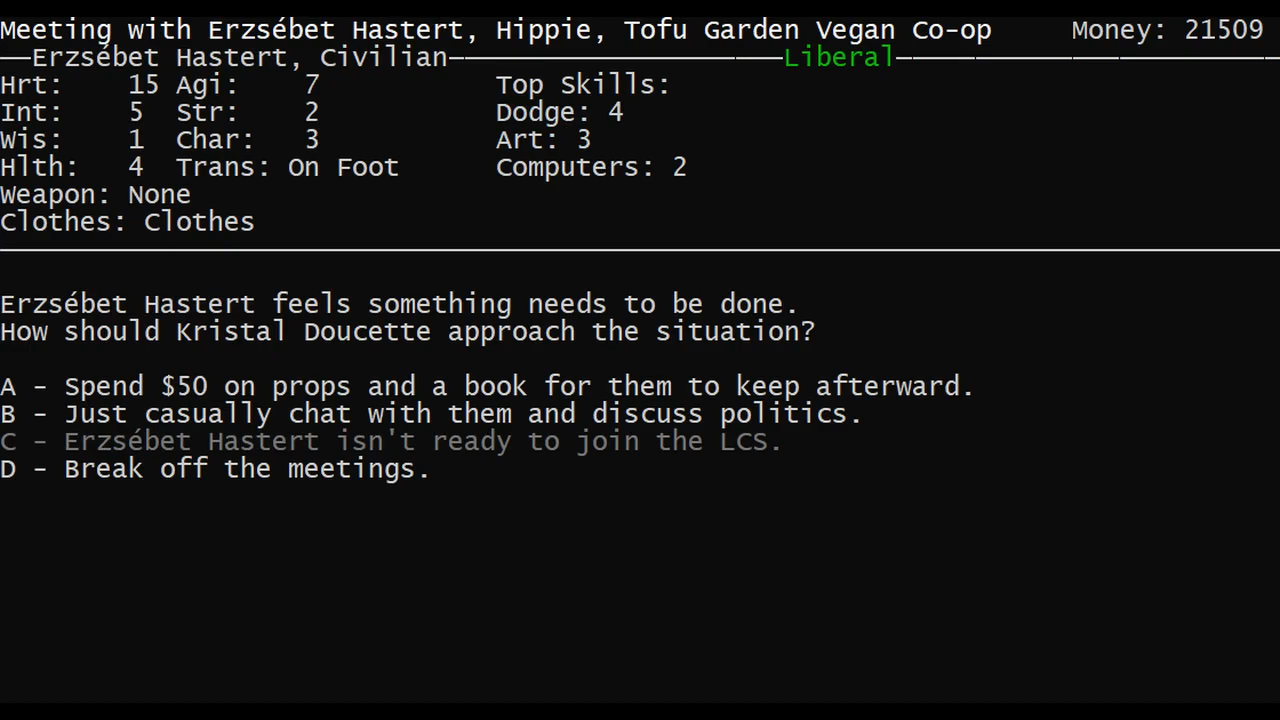 Meeting with Erzsébet Hastert, Hippie, Tofu Garden Vegan Co-op Money: 21509
Erzsébet Hastert, Civilian Liberal
Hrt: 15 Agi: 7 Top Skills:
Int: 5 Str: 2 Dodge: 4
Wis: 1 Char: 3 Art: 3
Hlth: 4 Trans: On Foot Computers: 2
Weapon: None
Clothes: Clothes
Erzsébet Hastert feels something needs to be done.
How should Kristal Doucette approach the situation?
A - Spend $50 on props and a book for them to keep afterward.
B - Just casually chat with them and discuss politics.
C - Erzsébet Hastert isn't ready to join the LCS.
D - Break off the meetings.